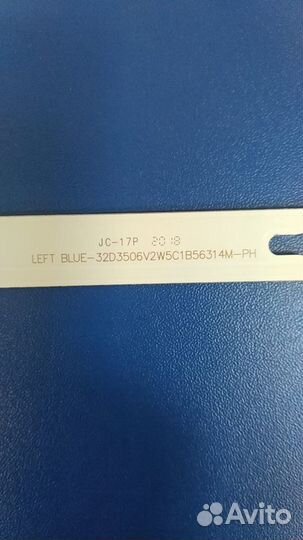 JC-17P 2018
LEFT BLUE-32D3506V2W5C1B56314M-PH
Avito